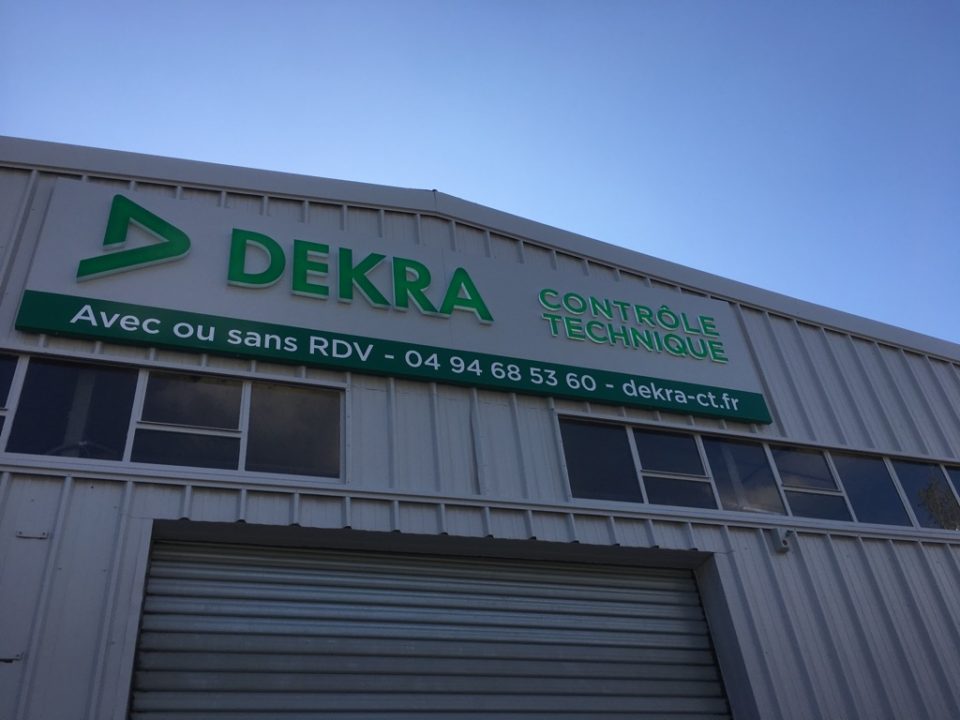 DEKRA
CONTRÔLE
TECHNIQUE
Avec ou sans RDV - 04 94 68 53 60 - dekra-ct.fr